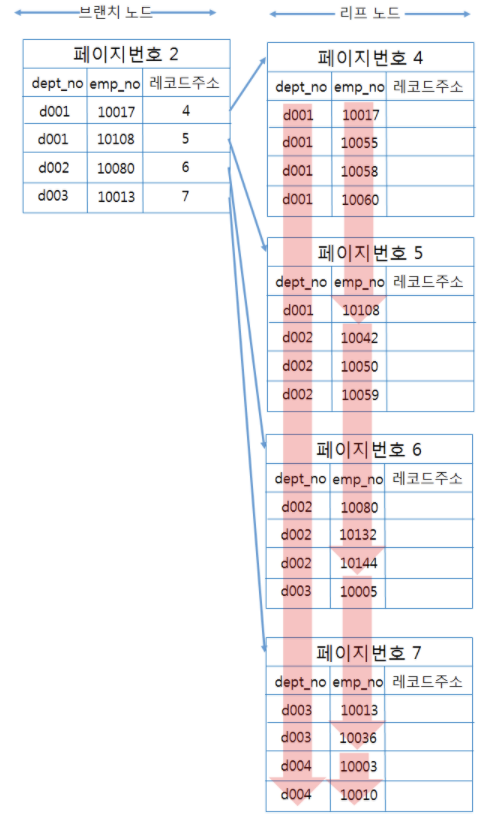 브랜치 노드
리프 노드
페이지번호 2
dept_no emp_no 레코드주소
d001 10017 4
d001 10108 5
d002 10080 6
d003 10013 7
페이지번호 4
dept_no emp_no 레코드주소
d001 10017
d001 10055
d001 10058
d001 10060
페이지번호 5
dept_no emp_no 레코드주소
d001 10108
d002 10042
d002 10050
d002 10059
페이지번호 6
dept_no emp_no 레코드주소
d002 10080
d002 10132
d002 10144
d003 10005
페이지번호 7
dept_no emp_no 레코드주소
d003 10013
d003 10036
d004 10003
d004 10010